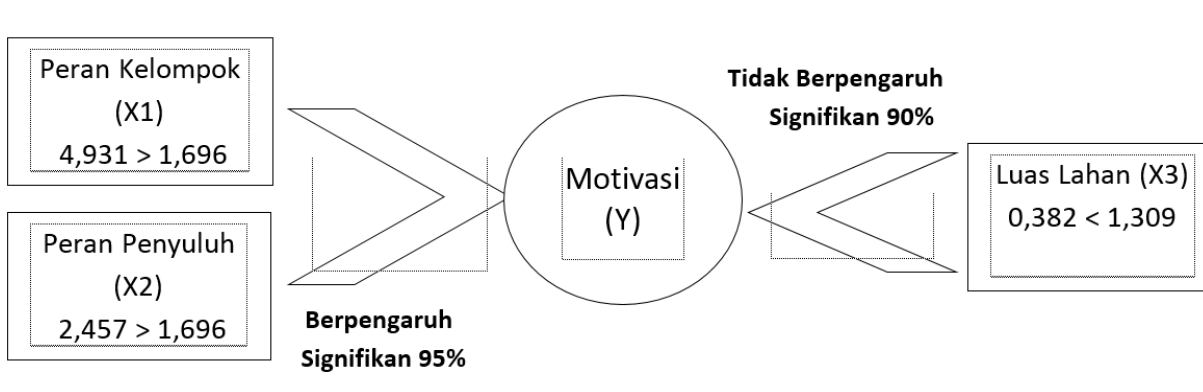 Peran Kelompok
(X1)
4,931 > 1,696
Peran Penyuluh
(X2)
2,457 > 1,696
Berpengaruh
Signifikan 95%
Motivasi
(Y)
Tidak Berpengaruh
Signifikan 90%
Luas Lahan (X3)
0,382 < 1,309